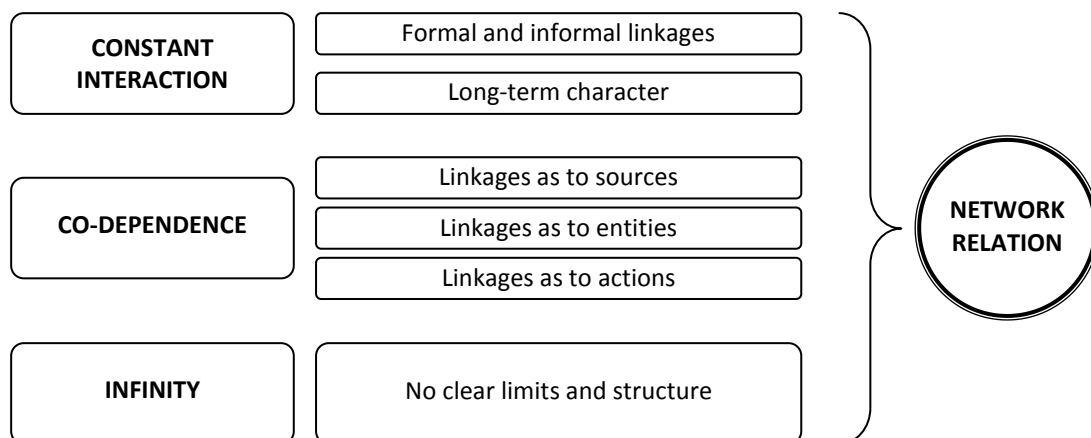 CONSTANT
INTERACTION
Formal and informal linkages
Long-term character
CO-DEPENDENCE
Linkages as to sources
Linkages as to entities
Linkages as to actions
INFINITY
No clear limits and structure
NETWORK
RELATION